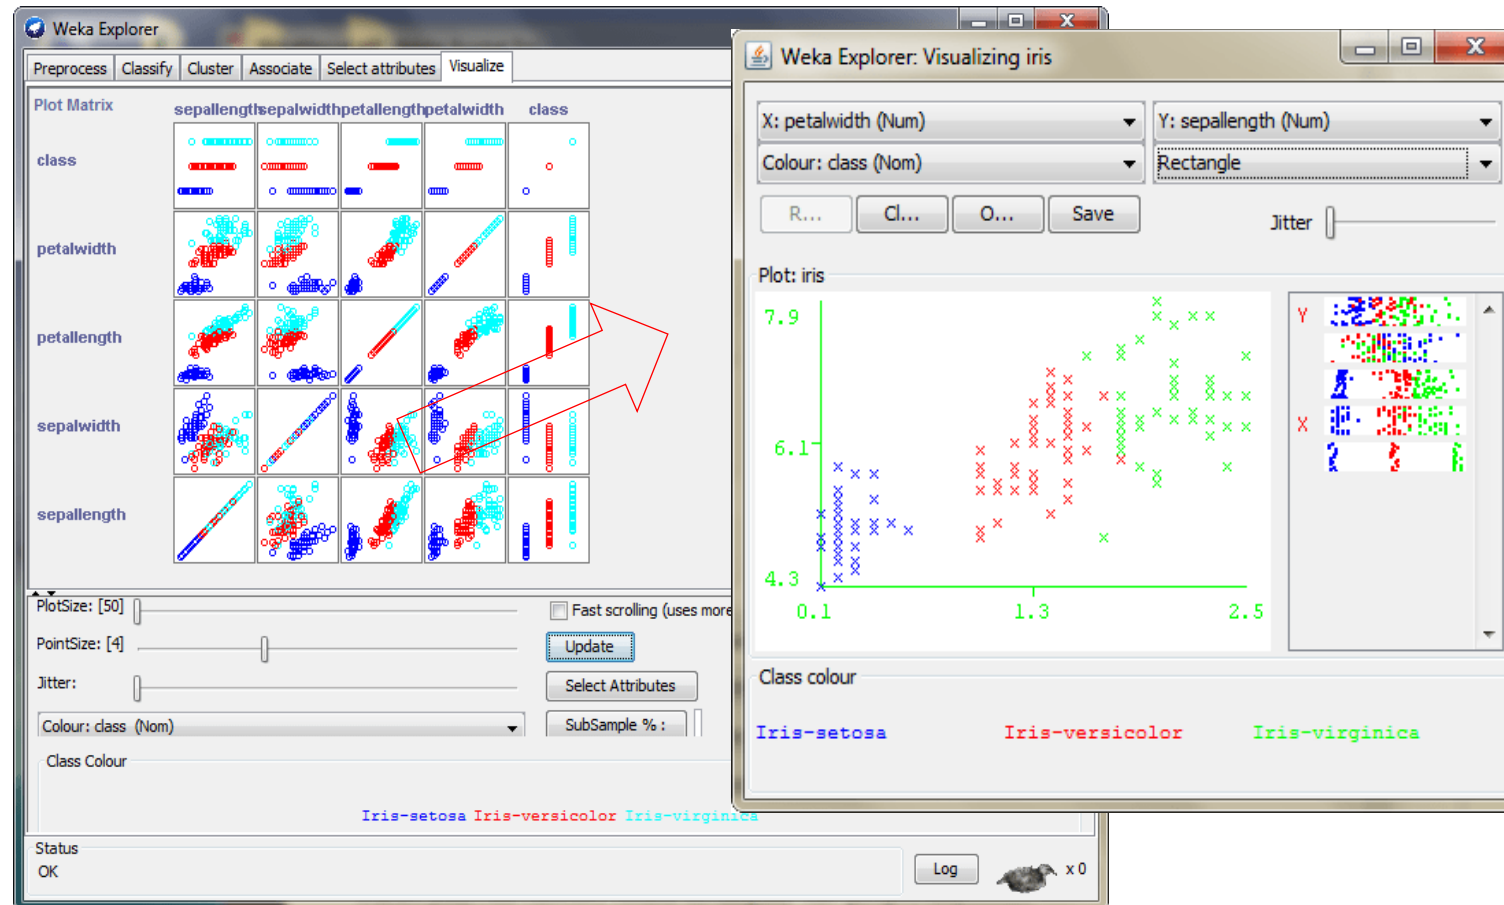 Weka Explorer
Preprocess Classify Cluster Associate Select attributes Visualize
Plot Matrix
sepallength sepalwidth petallength petalwidth class
class
petalwidth
petallength
sepalwidth
sepallength
PlotSize: [50]
Fast scrolling (uses more
PointSize: [4]
Update
Jitter:
Select Attributes
Colour: class (Nom)
SubSample % :
Class Colour
Iris-setosa Iris-versicolor Iris-virginica
Status
OK
Log
x 0
Weka Explorer: Visualizing iris
X: petalwidth (Num)
Y: sepallength (Num)
Colour: class (Nom)
Rectangle
R... Cl... O... Save
Jitter
Plot: iris
7.9
6.1
4.3
0.1 1.3 2.5
Y
X
Class colour
Iris-setosa Iris-versicolor Iris-virginica